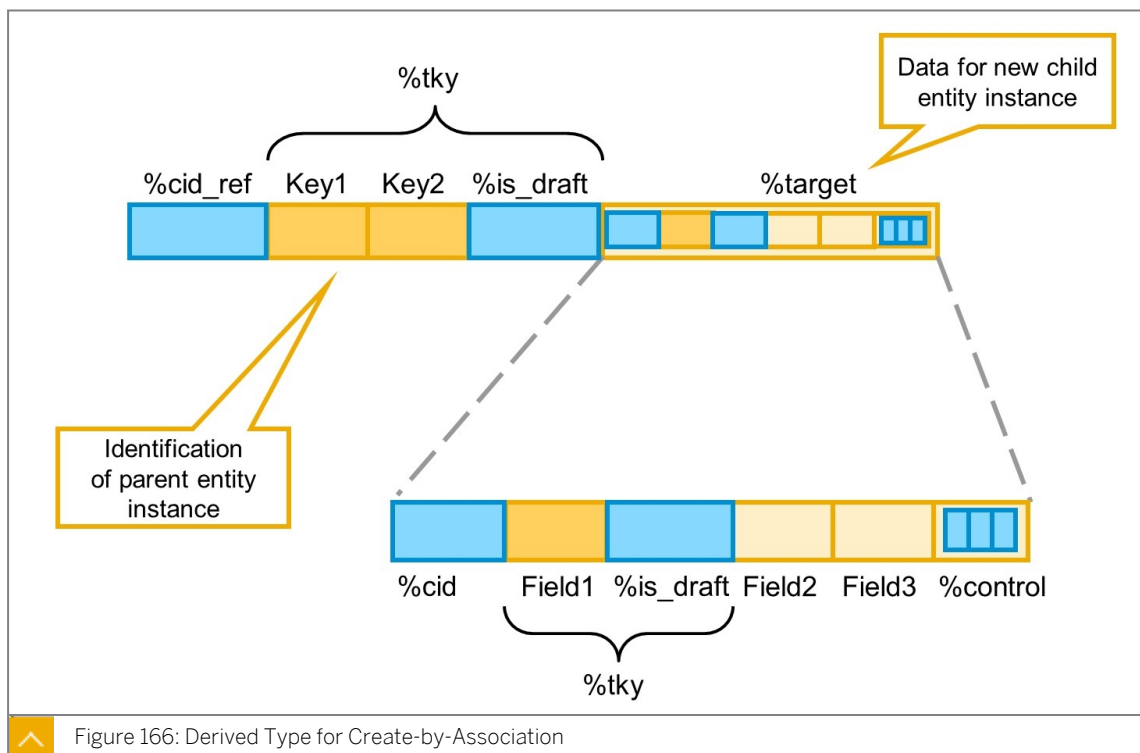 %tky
Data for new child
entity instance
%cid_ref Key1 Key2 %is_draft %target
Identification
of parent entity
instance
%cid Field1 %is_draft Field2 Field3 %control
%tky
Figure 166: Derived Type for Create-by-Association